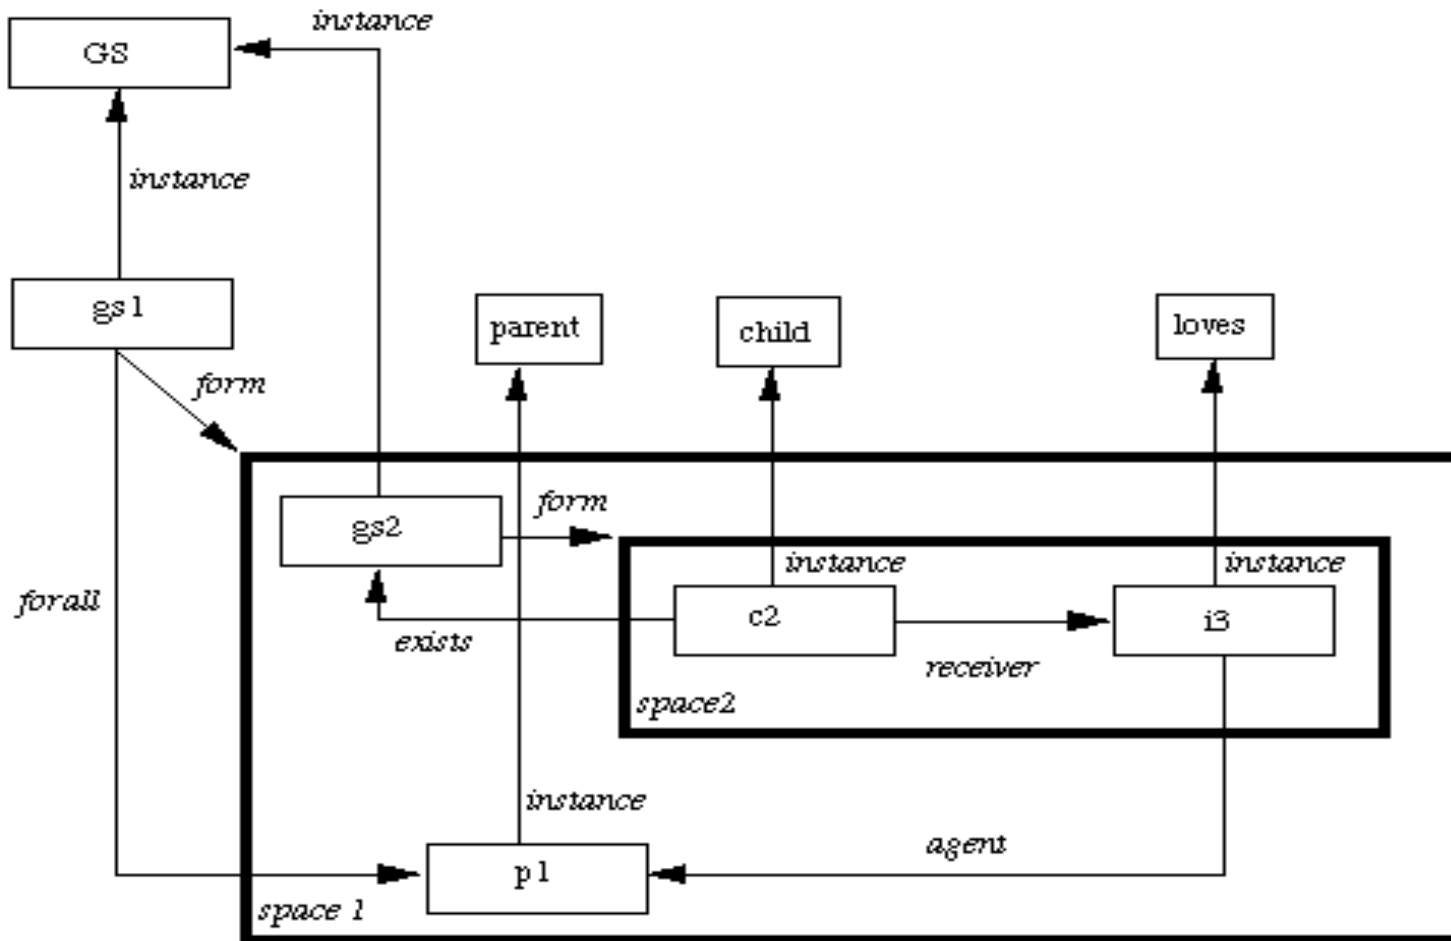 instance
GS
instance
gs1
parent
child
loves
form
gs2
form
instance
instance
forall
c2
i3
exists
receiver
space2
instance
agent
p1
space 1